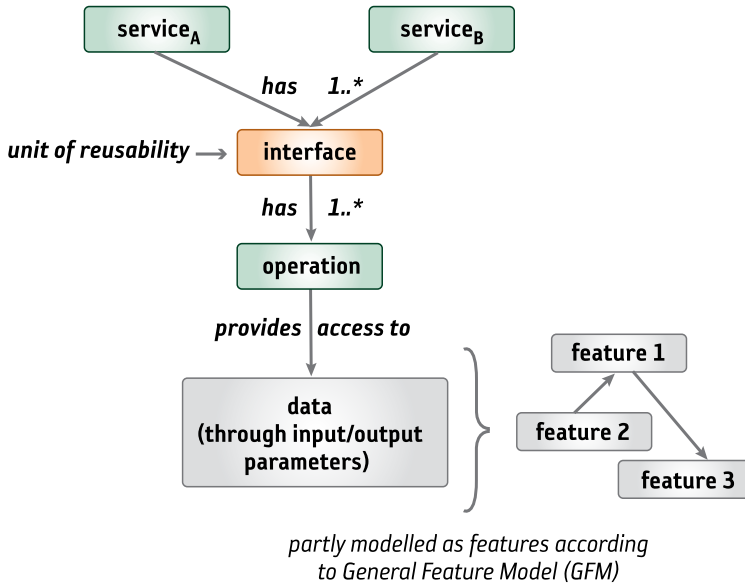 serviceA
serviceB
has 1..*
unit of reusability
interface
has 1..*
operation
provides access to
data
(through input/output
parameters)
feature 1
feature 2
feature 3
partly modelled as features according
to General Feature Model (GFM)